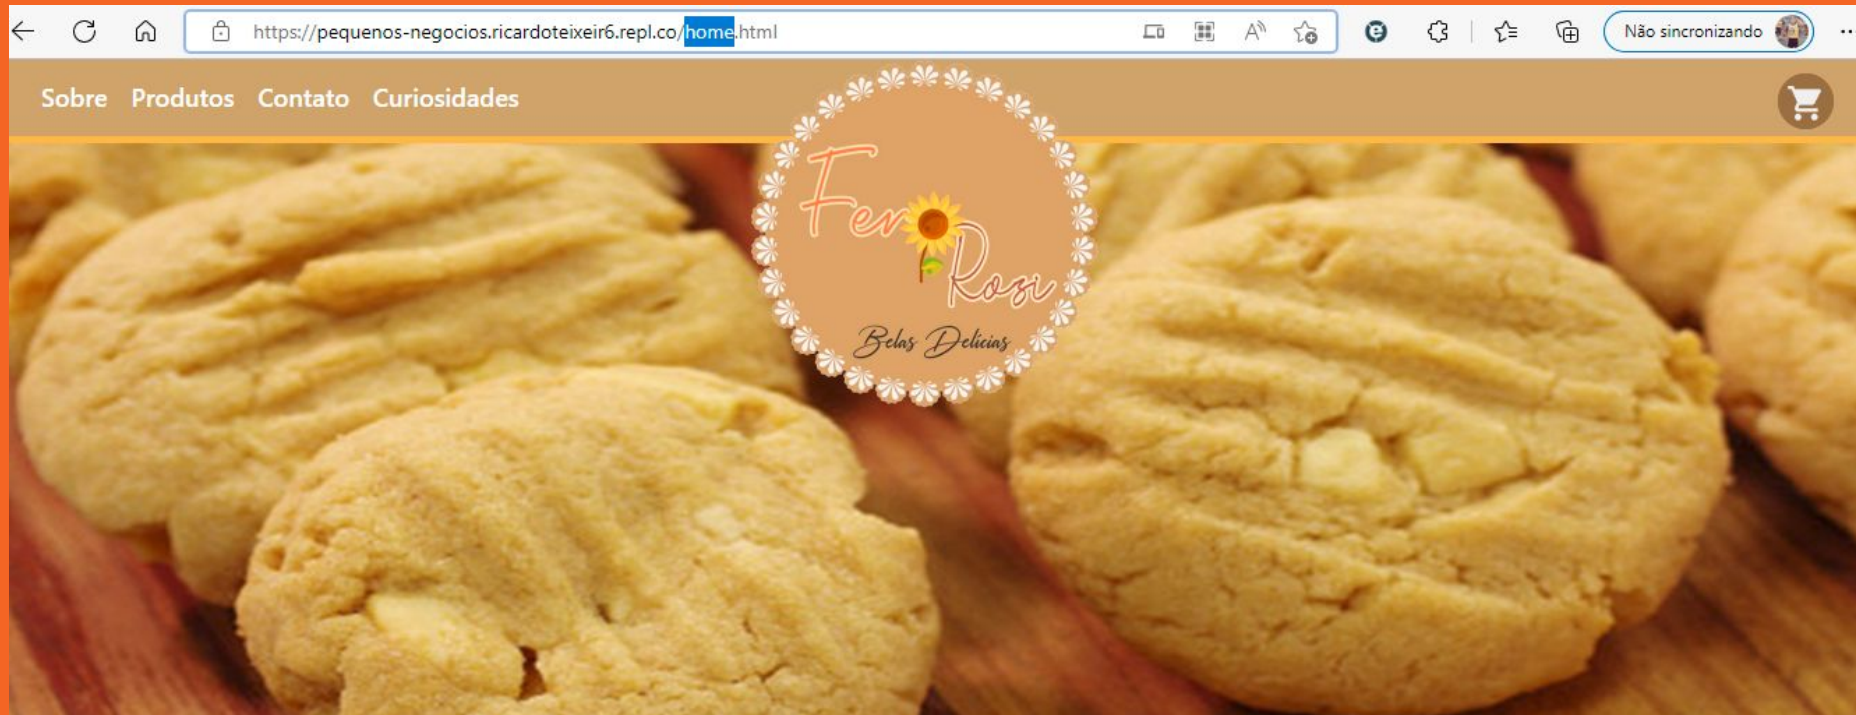 https://pequenos-negocios.ricardoteixeir6.repl.co/home.html
Não sincronizando
Sobre Produtos Contato Curiosidades
Fer
Rozi
Belas Delícias